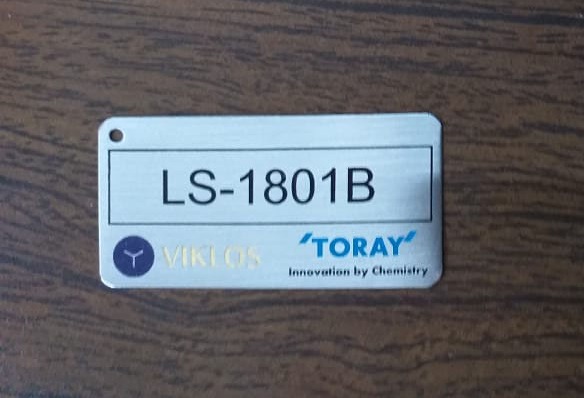 LS-1801B
VIKLOS
'TORAY'
Innovation by Chemistry